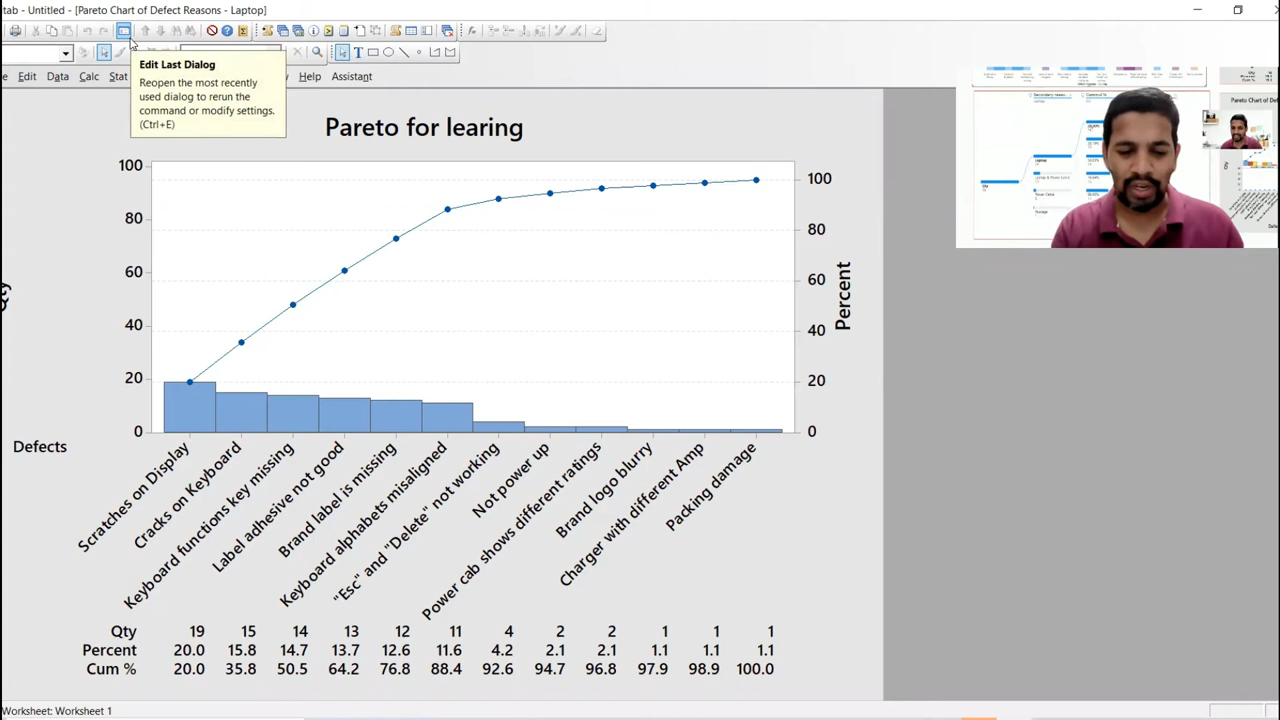 tab - Untitled - [Pareto Chart of Defect Reasons - Laptop]
e Edit Data Calc Stat Help Assistant
Edit Last Dialog
Reopen the most recently
used dialog to rerun the
command or modify settings.
(Ctrl+E)
Pareto for learing
100
80
60
40
20
0
Qty
100
80
60
40
20
0
Percent
Defects
Scratches on Display
Cracks on Keyboard
Keyboard functions key missing
Label adhesive not good
Brand label is missing
Keyboard alphabets misaligned
"Esc" and "Delete" not working
Not power up
Power cab shows different ratings
Brand logo blurry
Charger with different Amp
Packing damage
Qty 19 15 14 13 12 11 4 2 2 1 1 1
Percent 20.0 15.8 14.7 13.7 12.6 11.6 4.2 2.1 2.1 1.1 1.1 1.1
Cum % 20.0 35.8 50.5 64.2 76.8 88.4 92.6 94.7 96.8 97.9 98.9 100.0
Pareto Chart of Def
Laptop
Worksheet: Worksheet 1